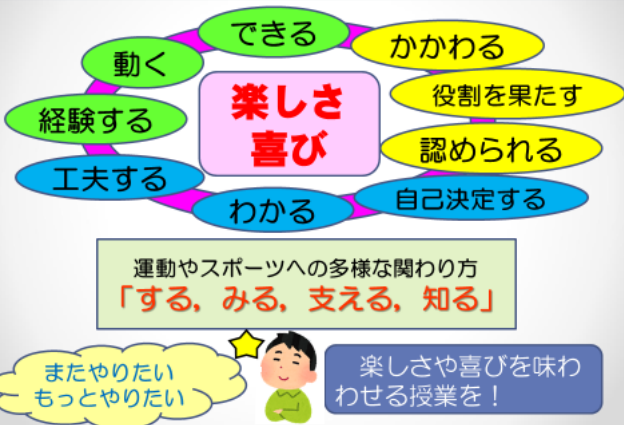 できる
かかわる
動く
役割を果たす
楽しさ
喜び
経験する
認められる
工夫する
自己決定する
わかる
運動やスポーツへの多様な関わり方
「する，みる，支える，知る」
またやりたい
もっとやりたい
楽しさや喜びを味わ
わせる授業を！